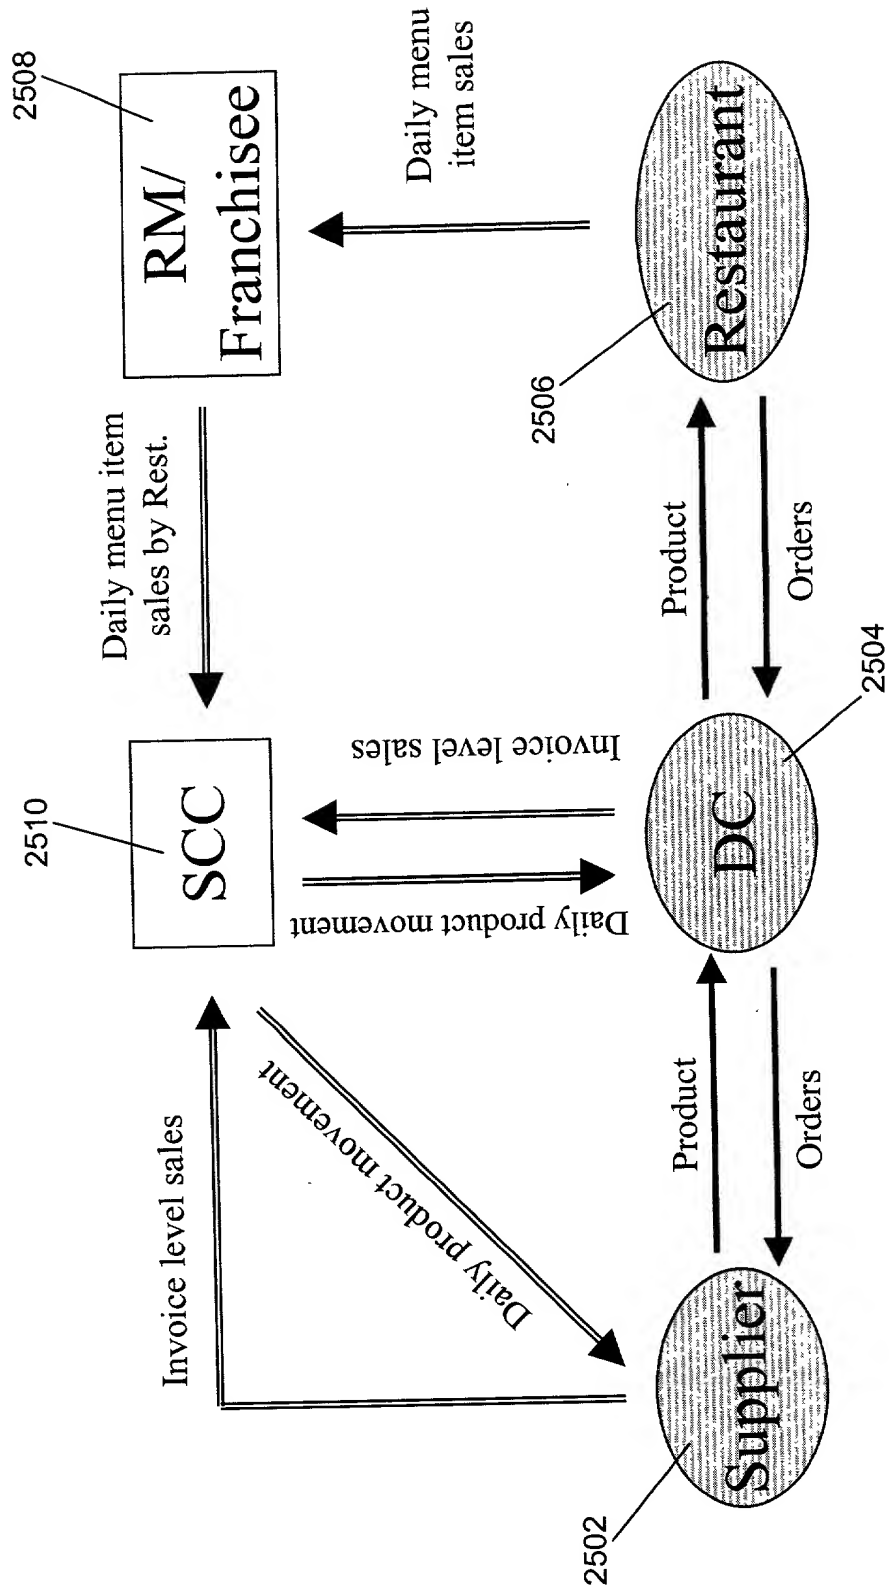 2510
2508
SCC
RM/
Franchisee
Daily menu item
sales by Rest.
Invoice level sales
Daily product movement
Daily product movement
Invoice level sales
Daily menu
item sales
2502
2506
Supplier
Product
Orders
DC
2504
Product
Orders
Restaurant